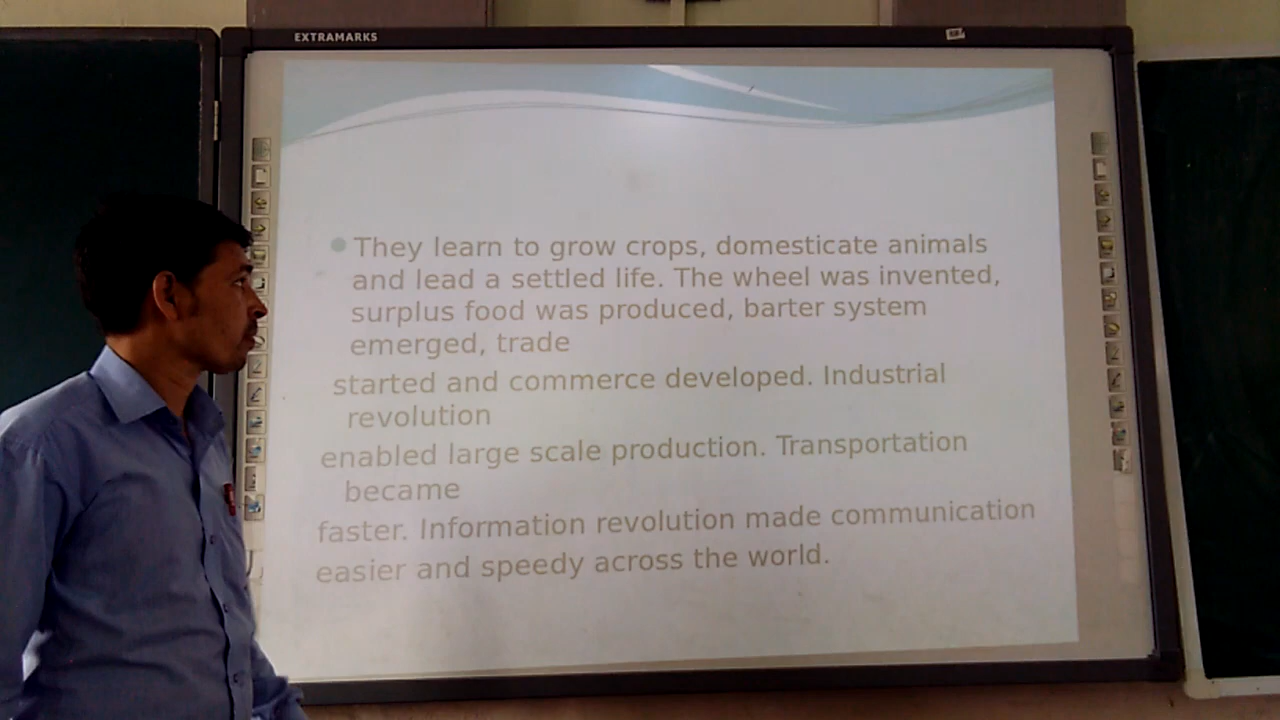 EXTRAMARKS
They learn to grow crops, domesticate animals
and lead a settled life. The wheel was invented,
surplus food was produced, barter system
emerged, trade
started and commerce developed. Industrial
revolution
enabled large scale production. Transportation
became
faster. Information revolution made communication
easier and speedy across the world.